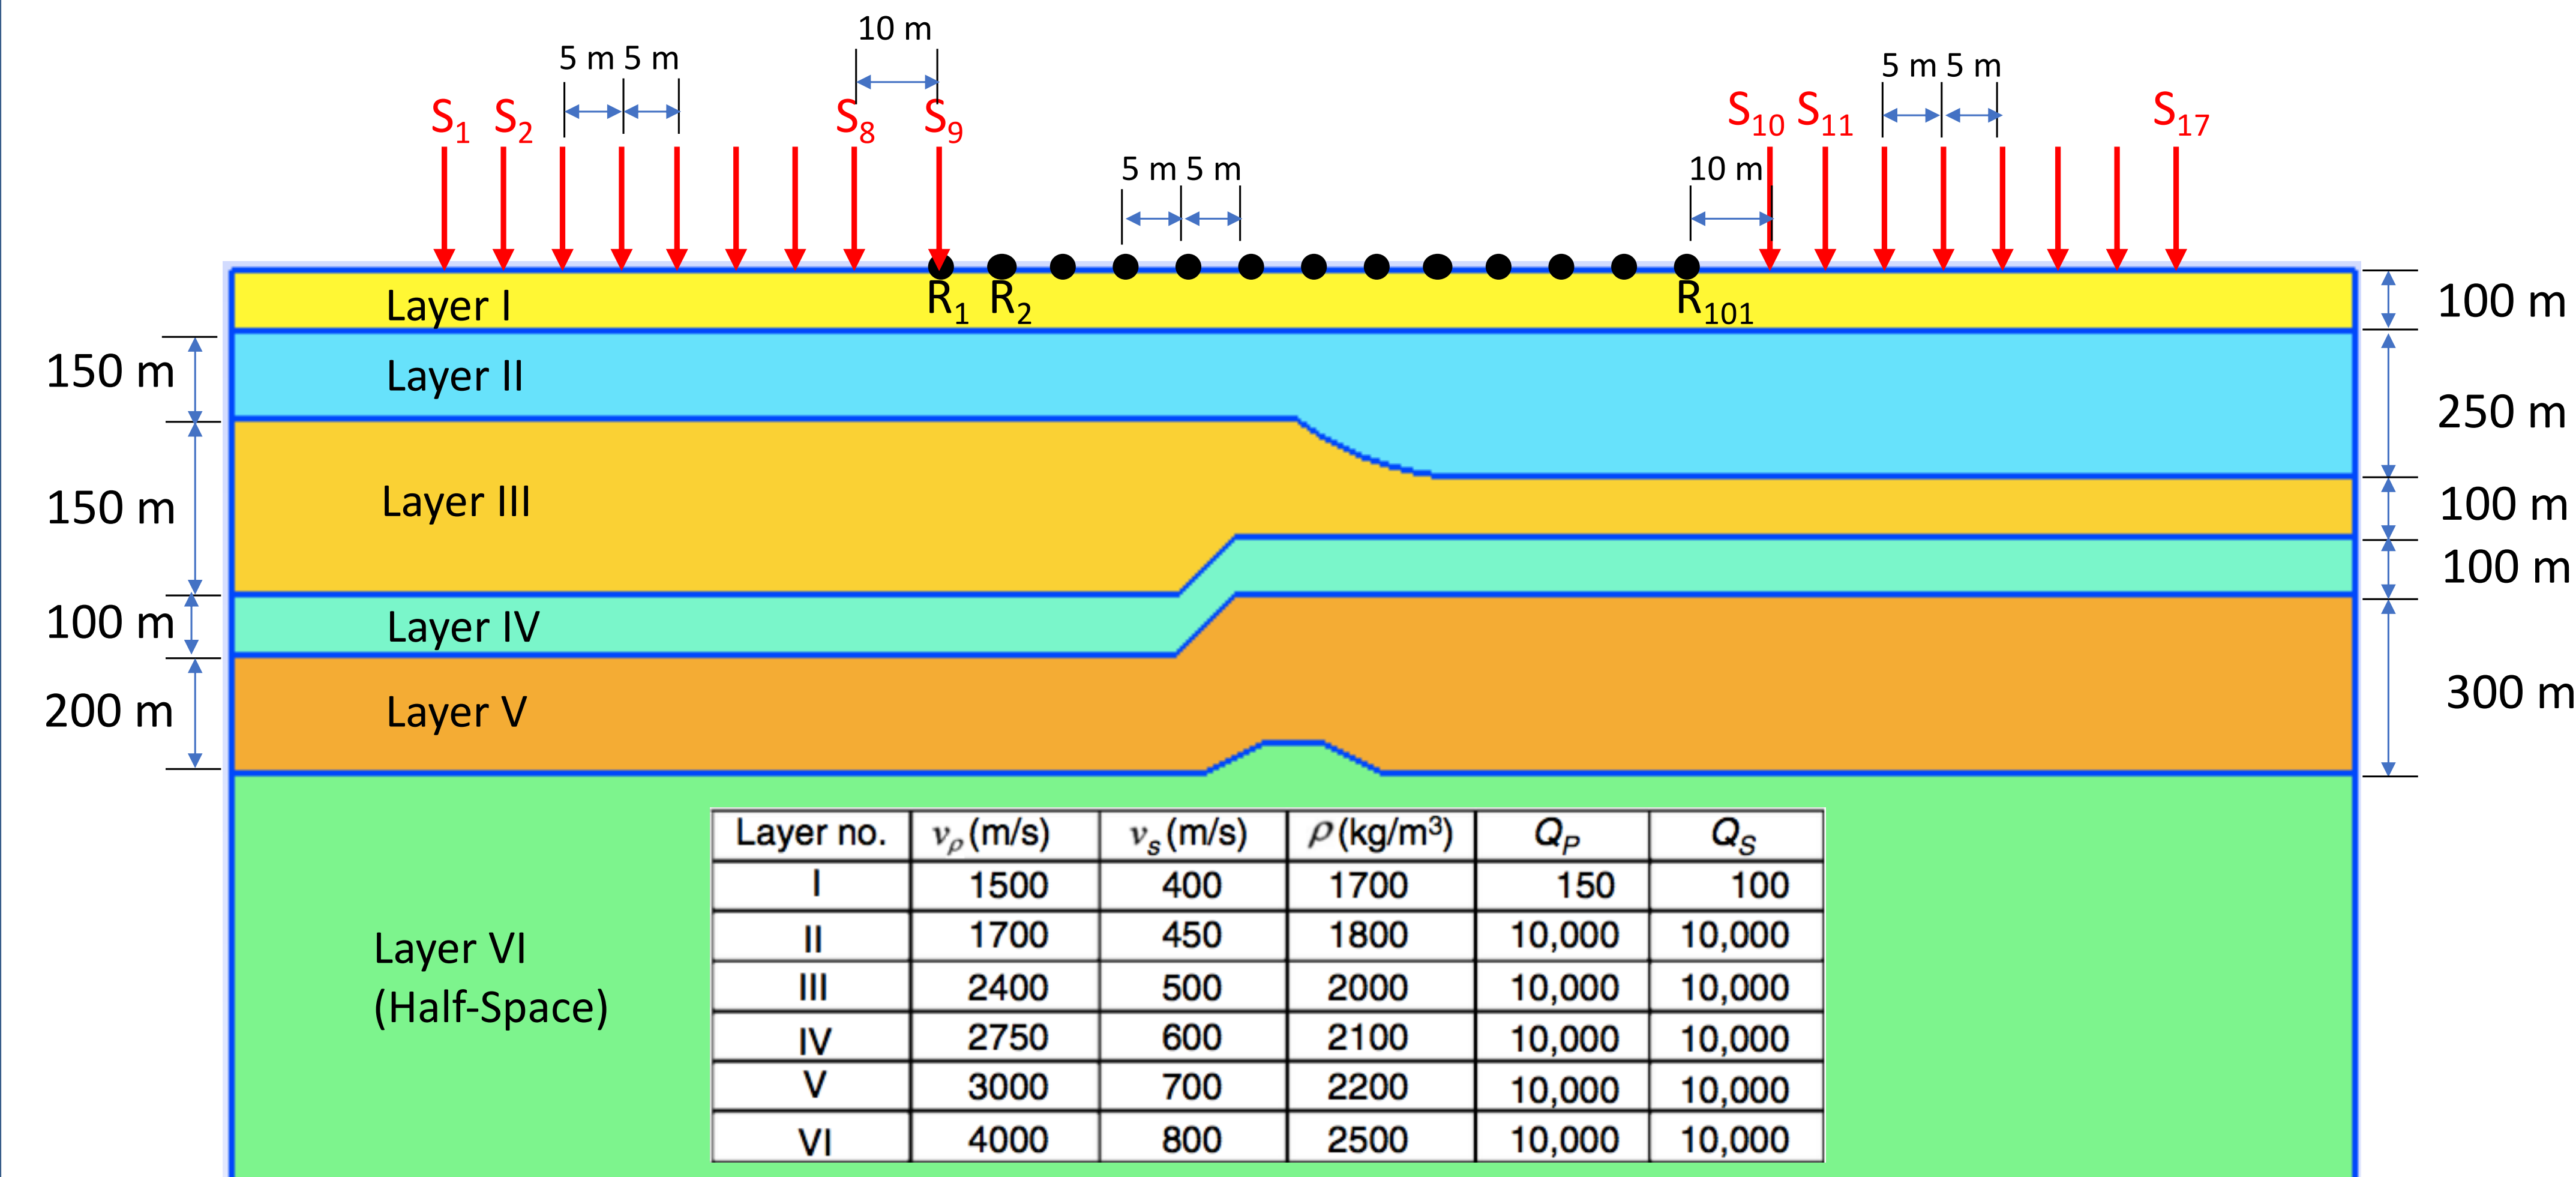 10 m
5 m 5 m
5 m 5 m
S1 S2 S8 S9 S10 S11 S17
5 m 5 m
10 m
R1 R2 R101
Layer I
100 m
150 m
Layer II
250 m
150 m
Layer III
100 m
100 m
100 m
Layer IV
200 m
Layer V
300 m
Layer no. vρ (m/s) vs (m/s) ρ (kg/m³) QP QS
I 1500 400 1700 150 100
II 1700 450 1800 10,000 10,000
III 2400 500 2000 10,000 10,000
IV 2750 600 2100 10,000 10,000
V 3000 700 2200 10,000 10,000
VI 4000 800 2500 10,000 10,000
Layer VI
(Half-Space)